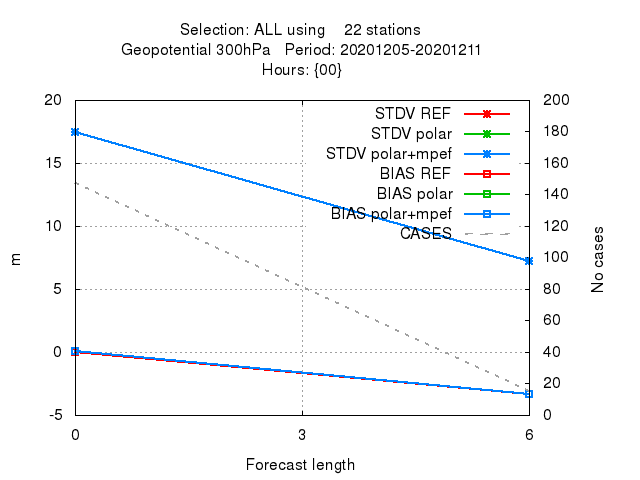 Selection: ALL using    22 stations
Geopotential 300hPa   Period: 20201205-20201211
Hours: {00}
20 200
STDV REF
STDV polar
180
STDV polar+mpef
15 160
BIAS REF
BIAS polar
140
BIAS polar+mpef
10 120
CASES
100
m
No cases
5 80
60
0 40
20
-5 0
0 3 6
Forecast length